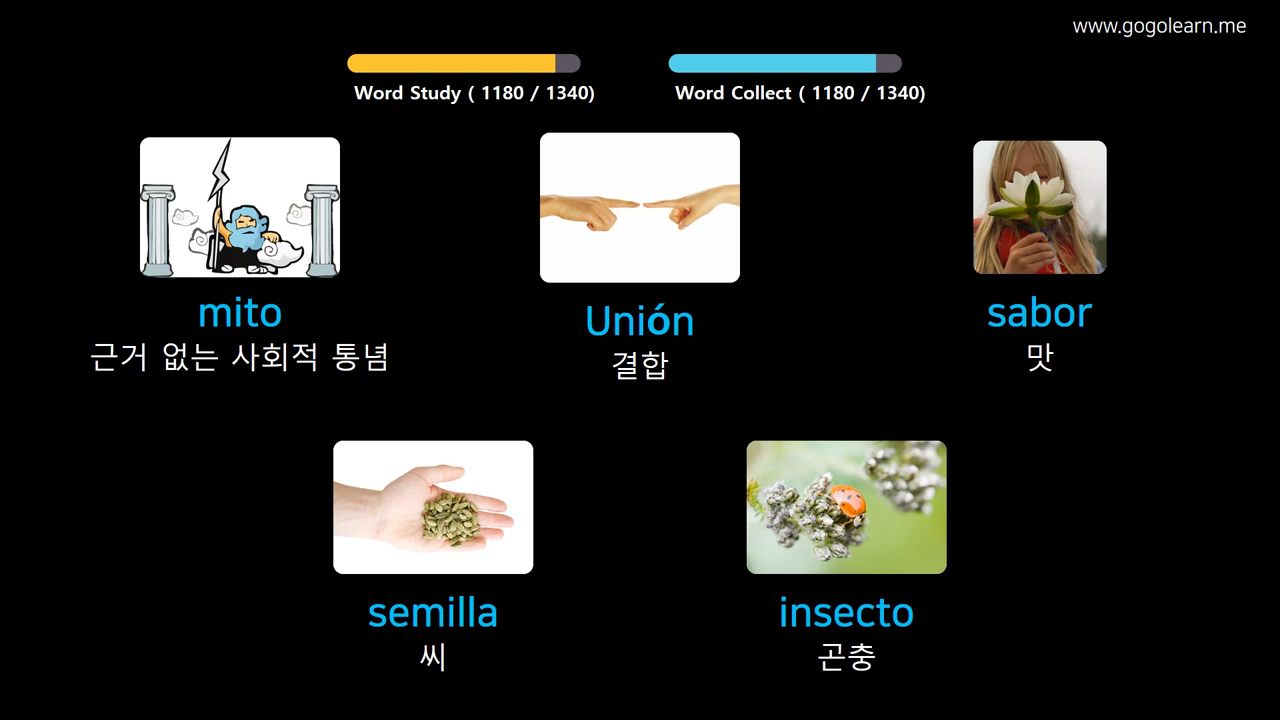 www.gogolearn.me
Word Study ( 1180 / 1340)
Word Collect ( 1180 / 1340)
mito
근거 없는 사회적 통념
Unión
결합
sabor
맛
semilla
씨
insecto
곤충